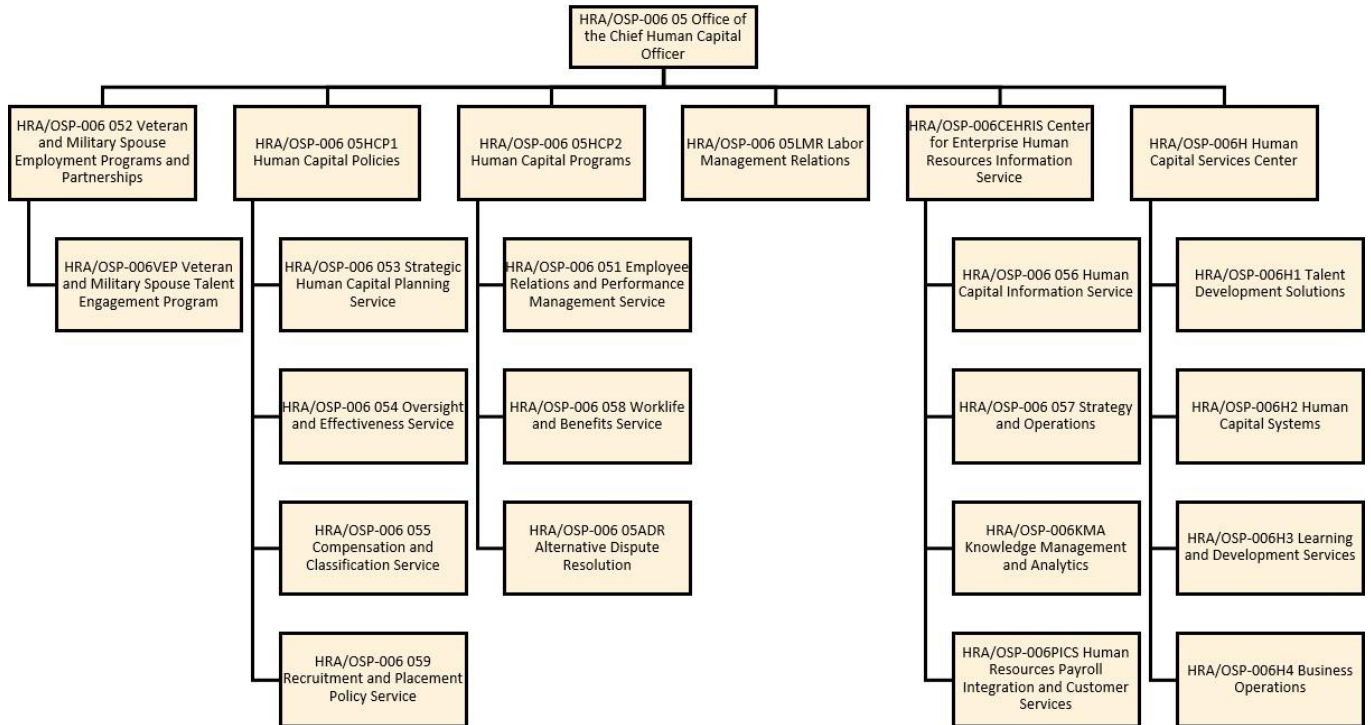 HRA/OSP-006 05 Office of
the Chief Human Capital
Officer
HRA/OSP-006 052 Veteran
and Military Spouse
Employment Programs and
Partnerships
HRA/OSP-006 05HCP1
Human Capital Policies
HRA/OSP-006 05HCP2
Human Capital Programs
HRA/OSP-006 05LMR Labor
Management Relations
HRA/OSP-006CEHRIS Center
for Enterprise Human
Resources Information
Service
HRA/OSP-006H Human
Capital Services Center
HRA/OSP-006VEP Veteran
and Military Spouse Talent
Engagement Program
HRA/OSP-006 053 Strategic
Human Capital Planning
Service
HRA/OSP-006 051 Employee
Relations and Performance
Management Service
HRA/OSP-006 056 Human
Capital Information Service
HRA/OSP-006H1 Talent
Development Solutions
HRA/OSP-006 054 Oversight
and Effectiveness Service
HRA/OSP-006 058 Worklife
and Benefits Service
HRA/OSP-006 057 Strategy
and Operations
HRA/OSP-006H2 Human
Capital Systems
HRA/OSP-006 055
Compensation and
Classification Service
HRA/OSP-006 05ADR
Alternative Dispute
Resolution
HRA/OSP-006KMA
Knowledge Management
and Analytics
HRA/OSP-006H3 Learning
and Development Services
HRA/OSP-006 059
Recruitment and Placement
Policy Service
HRA/OSP-006PICS Human
Resources Payroll
Integration and Customer
Services
HRA/OSP-006H4 Business
Operations